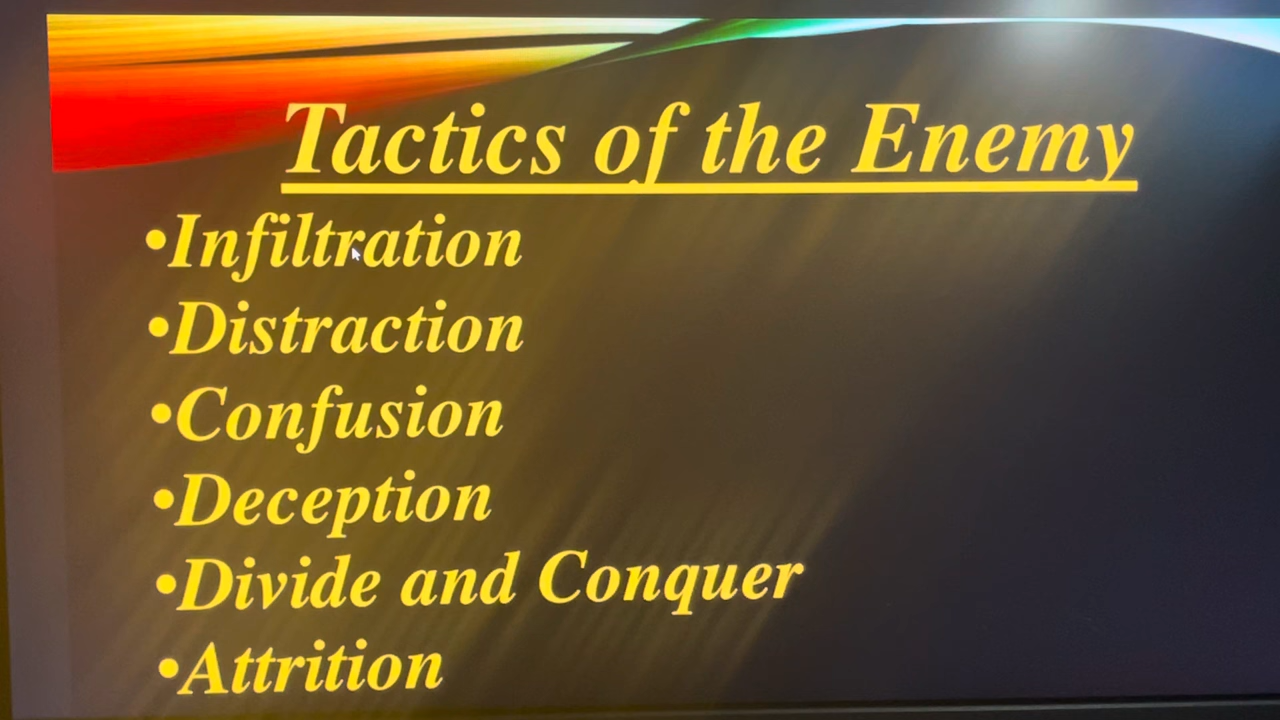 Tactics of the Enemy
•Infiltration
•Distraction
•Confusion
•Deception
•Divide and Conquer
•Attrition